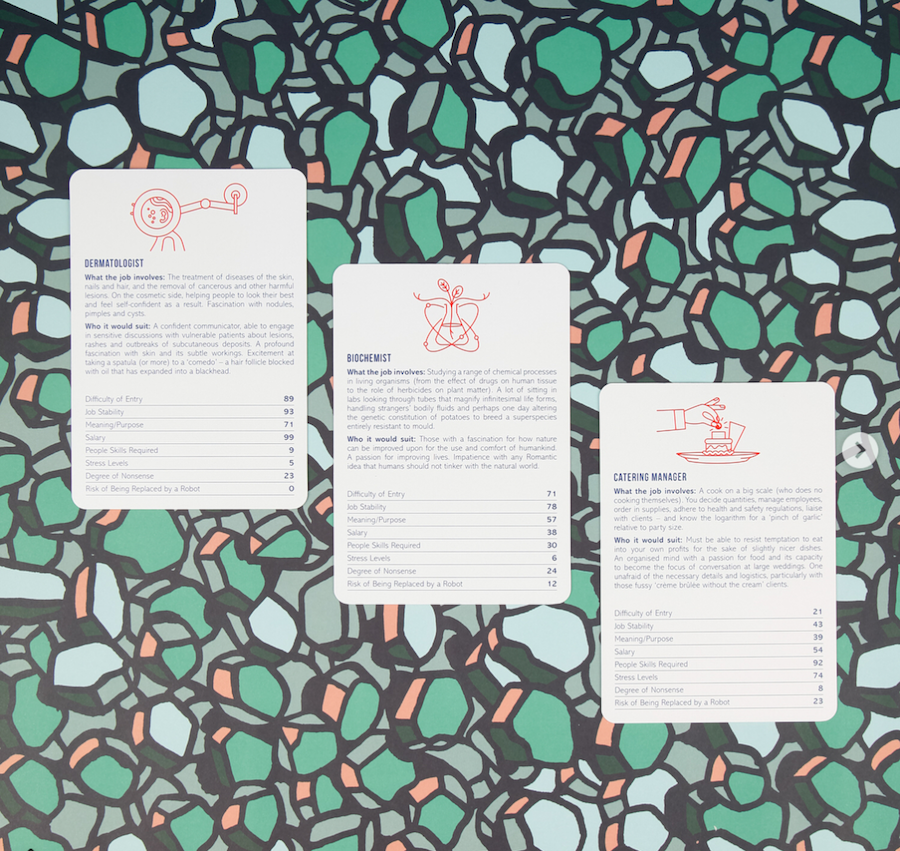 DERMATOLOGIST
What the job involves: The treatment of diseases of the skin,
nails and hair, and the removal of cancerous and other harmful
lesions. On the cosmetic side, helping people to look their best
and feel self-confident as a result. Fascination with nodules,
pimples and cysts.
Who it would suit: A confident communicator, able to engage
in sensitive discussions with vulnerable patients about lesions,
rashes and outbreaks of subcutaneous deposits. A profound
fascination with skin and its subtle workings. Excitement at
taking a spatula (or more) to a 'comedo' – a hair follicle blocked
with oil that has expanded into a blackhead.
Difficulty of Entry 89
Job Stability 93
Meaning/Purpose 71
Salary 99
People Skills Required 9
Stress Levels 5
Degree of Nonsense 23
Risk of Being Replaced by a Robot 0
BIOCHEMIST
What the job involves: Studying a range of chemical processes
in living organisms (from the effect of drugs on human tissue
to the role of herbicides on plant matter). A lot of sitting in
labs looking through tubes that magnify infinitesimal life forms,
handling strangers' bodily fluids and perhaps one day altering
the genetic constitution of potatoes to breed a superspecies
entirely resistant to mould.
Who it would suit: Those with a fascination for how nature
can be improved upon for the use and comfort of humankind.
A passion for improving lives. Impatience with any Romantic
idea that humans should not tinker with the natural world.
Difficulty of Entry 71
Job Stability 78
Meaning/Purpose 57
Salary 38
People Skills Required 30
Stress Levels 6
Degree of Nonsense 24
Risk of Being Replaced by a Robot 12
CATERING MANAGER
What the job involves: A cook on a big scale (who does no
cooking themselves). You decide quantities, manage employees,
order in supplies, adhere to health and safety regulations, liaise
with clients – and know the logarithm for a 'pinch of garlic'
relative to party size.
Who it would suit: Must be able to resist temptation to eat
into your own profits for the sake of slightly nicer dishes.
An organised mind with a passion for food and its capacity
to become the focus of conversation at large weddings. One
unafraid of the necessary details and logistics, particularly with
those fussy 'crème brûlée without the cream' clients.
Difficulty of Entry 21
Job Stability 43
Meaning/Purpose 39
Salary 54
People Skills Required 92
Stress Levels 74
Degree of Nonsense 8
Risk of Being Replaced by a Robot 23